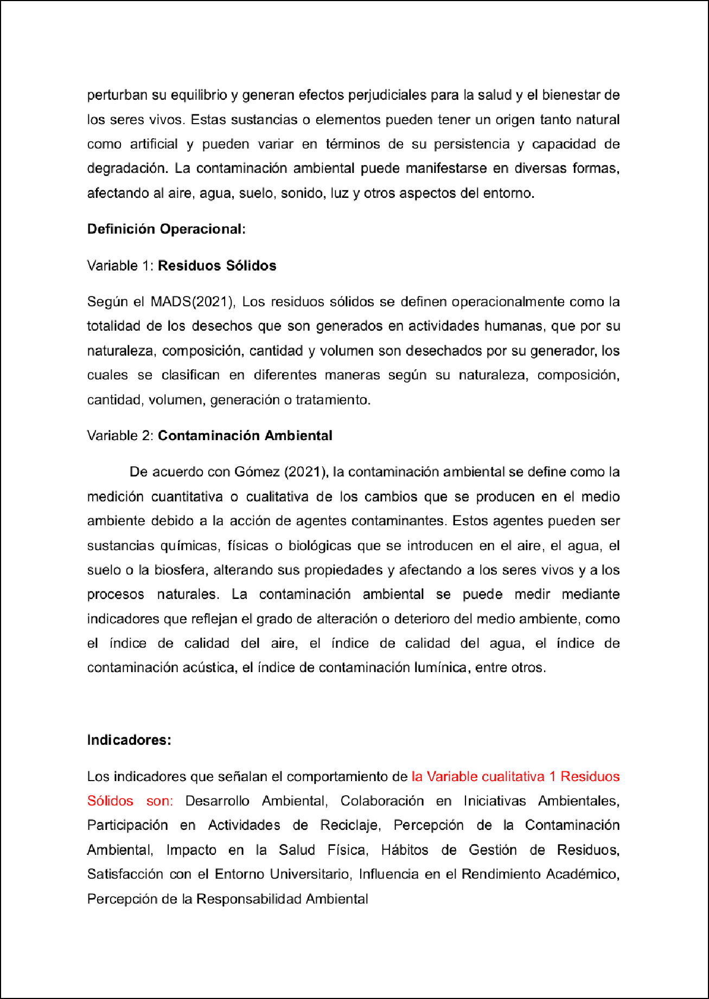 perturban su equilibrio y generan efectos perjudiciales para la salud y el bienestar de
los seres vivos. Estas sustancias o elementos pueden tener un origen tanto natural
como artificial y pueden variar en términos de su persistencia y capacidad de
degradación. La contaminación ambiental puede manifestarse en diversas formas,
afectando al aire, agua, suelo, sonido, luz y otros aspectos del entorno.
Definición Operacional:
Variable 1: Residuos Sólidos
Según el MADS(2021), Los residuos sólidos se definen operacionalmente como la
totalidad de los desechos que son generados en actividades humanas, que por su
naturaleza, composición, cantidad y volumen son desechados por su generador, los
cuales se clasifican en diferentes maneras según su naturaleza, composición,
cantidad, volumen, generación o tratamiento.
Variable 2: Contaminación Ambiental
De acuerdo con Gómez (2021), la contaminación ambiental se define como la
medición cuantitativa o cualitativa de los cambios que se producen en el medio
ambiente debido a la acción de agentes contaminantes. Estos agentes pueden ser
sustancias químicas, físicas o biológicas que se introducen en el aire, el agua, el
suelo o la biosfera, alterando sus propiedades y afectando a los seres vivos y a los
procesos naturales. La contaminación ambiental se puede medir mediante
indicadores que reflejan el grado de alteración o deterioro del medio ambiente, como
el índice de calidad del aire, el índice de calidad del agua, el índice de
contaminación acústica, el índice de contaminación lumínica, entre otros.
Indicadores:
Los indicadores que señalan el comportamiento de la Variable cualitativa 1 Residuos
Sólidos son: Desarrollo Ambiental, Colaboración en Iniciativas Ambientales,
Participación en Actividades de Reciclaje, Percepción de la Contaminación
Ambiental, Impacto en la Salud Física, Hábitos de Gestión de Residuos,
Satisfacción con el Entorno Universitario, Influencia en el Rendimiento Académico,
Percepción de la Responsabilidad Ambiental